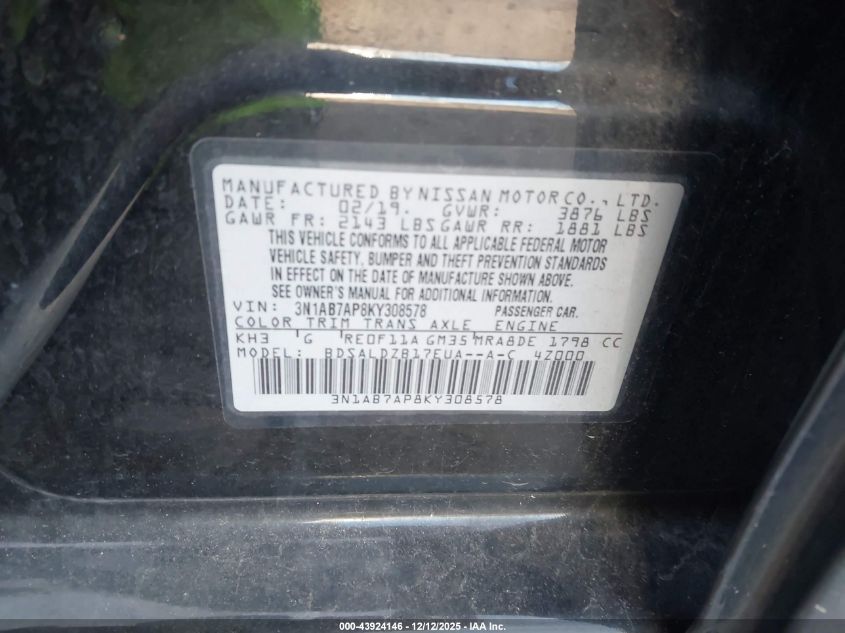 MANUFACTURED BY NISSAN MOTOR CO., LTD.
DATE: 02/19. GVWR: 3876 LBS
GAWR FR: 2143 LBS GAWR RR: 1881 LBS
THIS VEHICLE CONFORMS TO ALL APPLICABLE FEDERAL MOTOR
VEHICLE SAFETY, BUMPER AND THEFT PREVENTION STANDARDS
IN EFFECT ON THE DATE OF MANUFACTURE SHOWN ABOVE.
SEE OWNER'S MANUAL FOR ADDITIONAL INFORMATION.
VIN: 3N1AB7AP8KY308578 PASSENGER CAR.
COLOR TRIM TRANS AXLE ENGINE
KH3 G RE0F11A GM35 MRA8DE 1798 CC
MODEL: BDSALDZB17EUA--A-C 4Z000
3N1AB7AP8KY308578
000-43924146 - 12/12/2025 - IAA Inc.